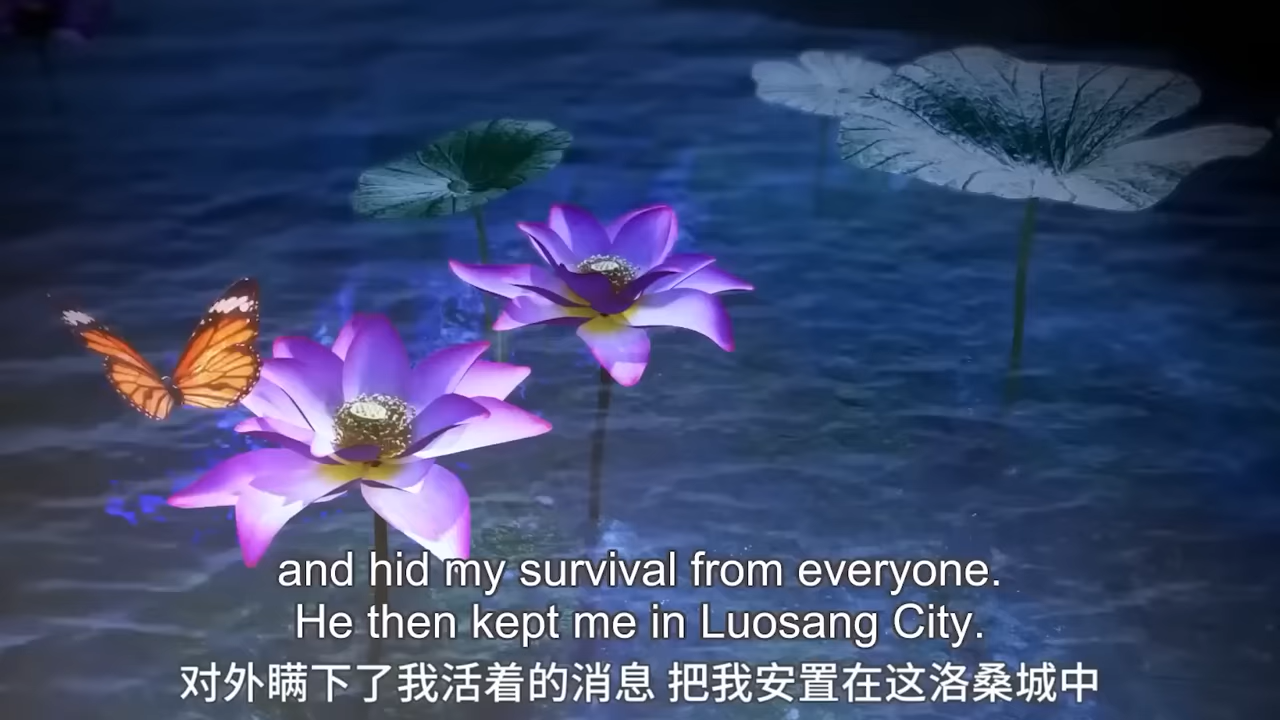 and hid my survival from everyone.
He then kept me in Luosang City.
对外瞒下了我活着的消息 把我安置在这洛桑城中